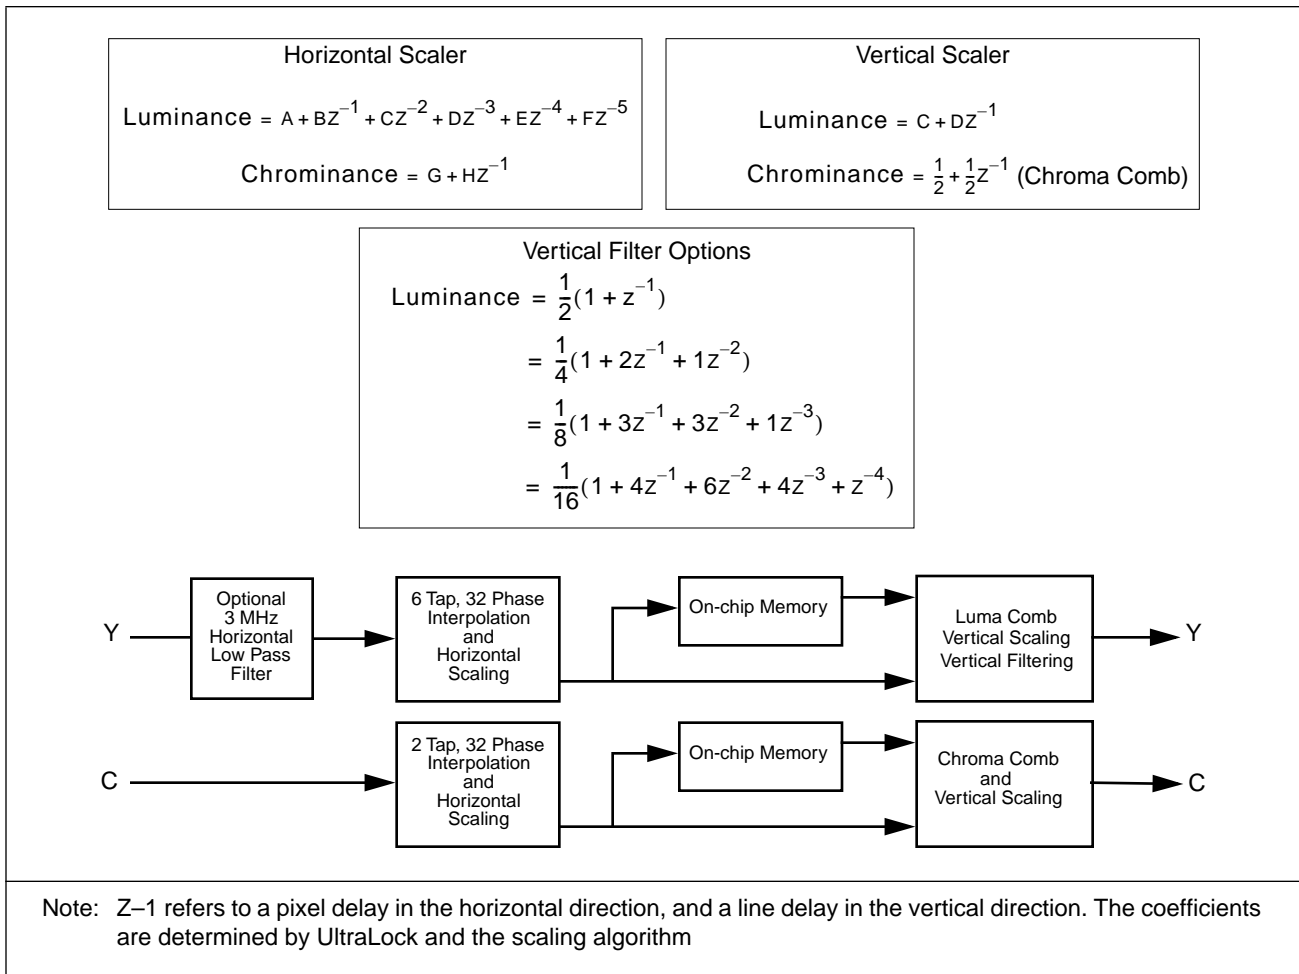 Horizontal Scaler
Luminance = A + BZ⁻¹ + CZ⁻² + DZ⁻³ + EZ⁻⁴ + FZ⁻⁵
Chrominance = G + HZ⁻¹
Vertical Scaler
Luminance = C + DZ⁻¹
Chrominance = 1/2 + 1/2 Z⁻¹ (Chroma Comb)
Vertical Filter Options
Luminance = 1/2 (1 + z⁻¹)
= 1/4 (1 + 2z⁻¹ + 1z⁻²)
= 1/8 (1 + 3z⁻¹ + 3z⁻² + 1z⁻³)
= 1/16 (1 + 4z⁻¹ + 6z⁻² + 4z⁻³ + z⁻⁴)
Y
Optional
3 MHz
Horizontal
Low Pass
Filter
6 Tap, 32 Phase
Interpolation
and
Horizontal
Scaling
On-chip Memory
Luma Comb
Vertical Scaling
Vertical Filtering
Y
C
2 Tap, 32 Phase
Interpolation
and
Horizontal
Scaling
On-chip Memory
Chroma Comb
and
Vertical Scaling
C
Note: Z–1 refers to a pixel delay in the horizontal direction, and a line delay in the vertical direction. The coefficients
are determined by UltraLock and the scaling algorithm